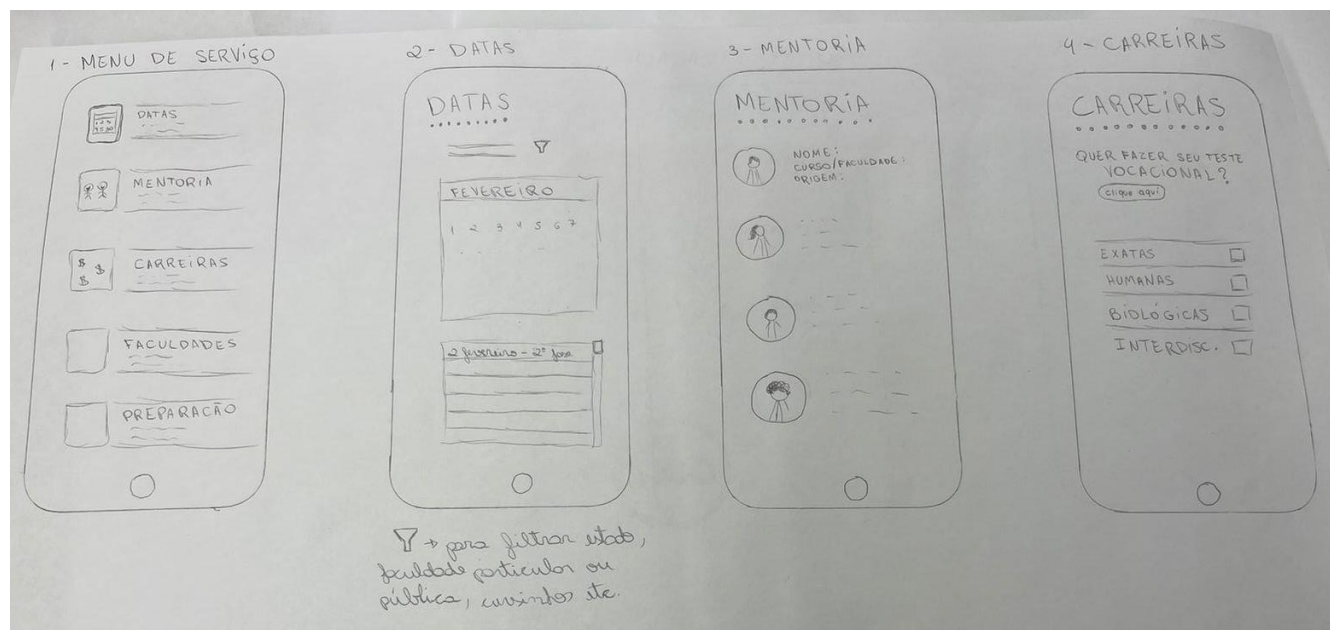 1- MENU DE SERVIÇO
DATAS
MENTORIA
CARREIRAS
$ $
$
FACULDADES
PREPARAÇÃO
2- DATAS
DATAS
FEVEREIRO
1 2 3 4 5 6 7
2 fevereiro - 2ª fase
→ para filtrar estado,
faculdade particular ou
pública, cursinhos etc.
3- MENTORIA
MENTORIA
NOME:
CURSO/FACULDADE:
ORIGEM:
4- CARREIRAS
CARREIRAS
QUER FAZER SEU TESTE
VOCACIONAL?
clique aqui
EXATAS
HUMANAS
BIOLÓGICAS
INTERDISC.